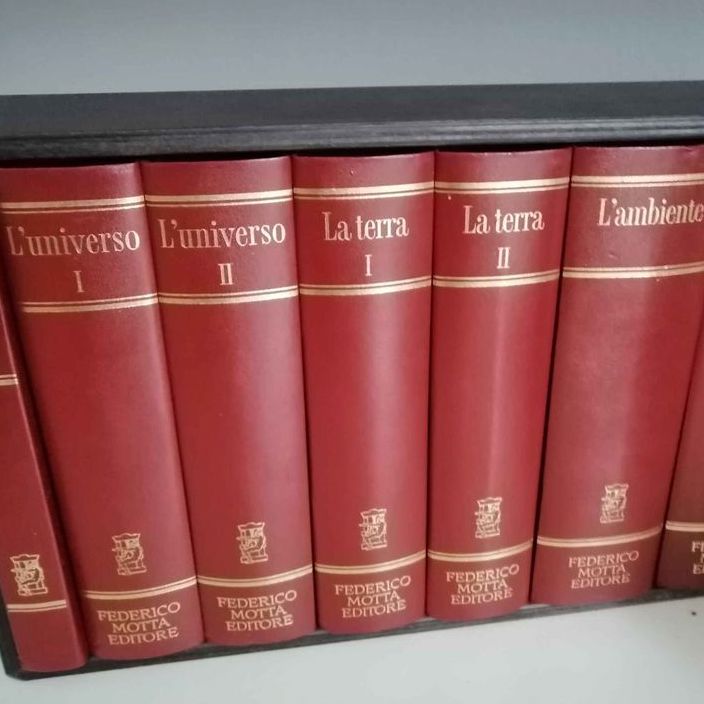 L'universo
I
FEDERICO
MOTTA
EDITORE
L'universo
II
FEDERICO
MOTTA
EDITORE
La terra
I
FEDERICO
MOTTA
EDITORE
La terra
II
FEDERICO
MOTTA
EDITORE
L'ambiente
FEDERICO
MOTTA
EDITORE